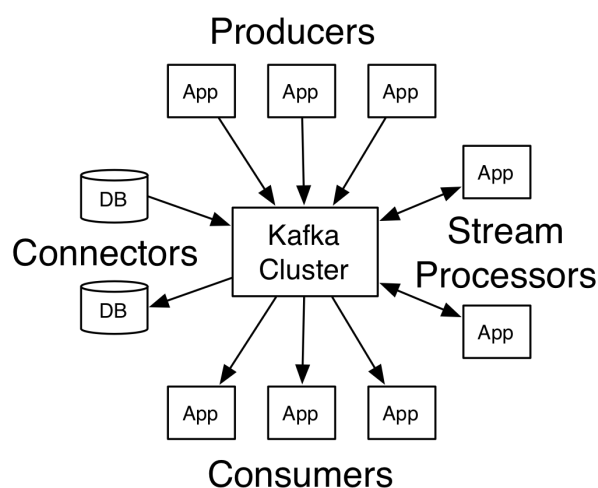 Producers
App
App
App
DB
App
Kafka
Cluster
Connectors
Stream
Processors
DB
App
App
App
App
Consumers